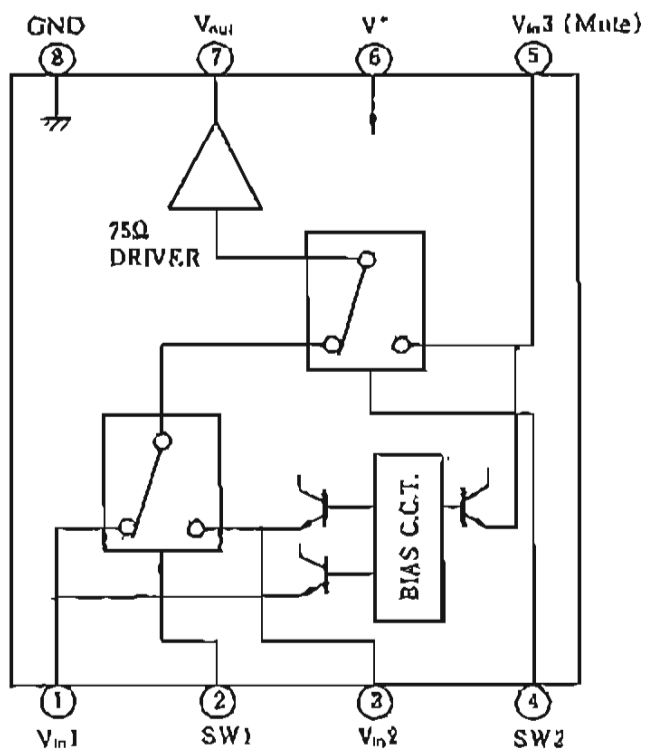 GND Vout V+ Vin3 (Mute)
8 7 6 5
75Ω
DRIVER
BIAS C.C.T.
1 2 3 4
Vin1 SW1 Vin2 SW2